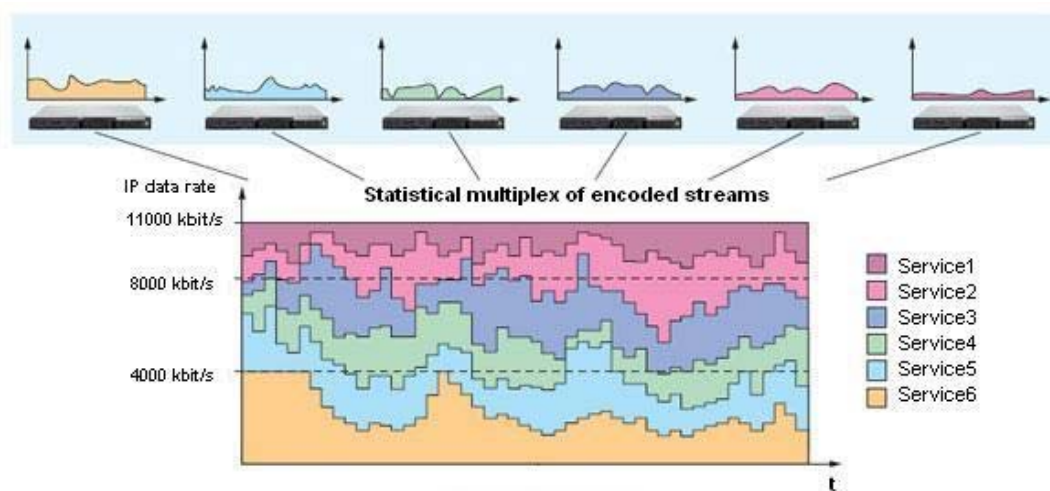 Statistical multiplex of encoded streams
IP data rate
11000 kbit/s
8000 kbit/s
4000 kbit/s
Service1
Service2
Service3
Service4
Service5
Service6
t